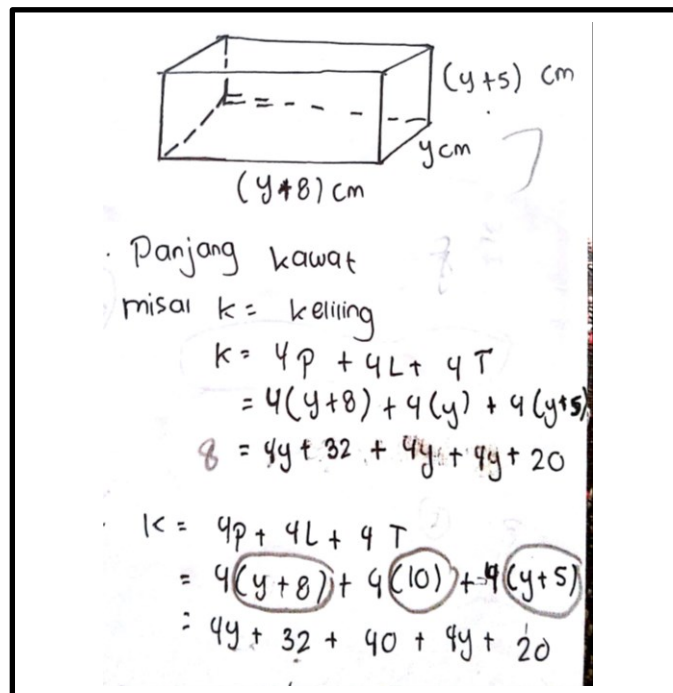 (y+5) cm
y cm
7
(y+8) cm
Panjang kawat
misal k = keliling
k = 4P + 4L + 4T
= 4(y+8) + 4(y) + 4(y+5)
8 = 4y + 32 + 4y + 4y + 20
K = 4P + 4L + 4T
= 4(y+8) + 4(10) + 4(y+5)
= 4y + 32 + 40 + 4y + 20